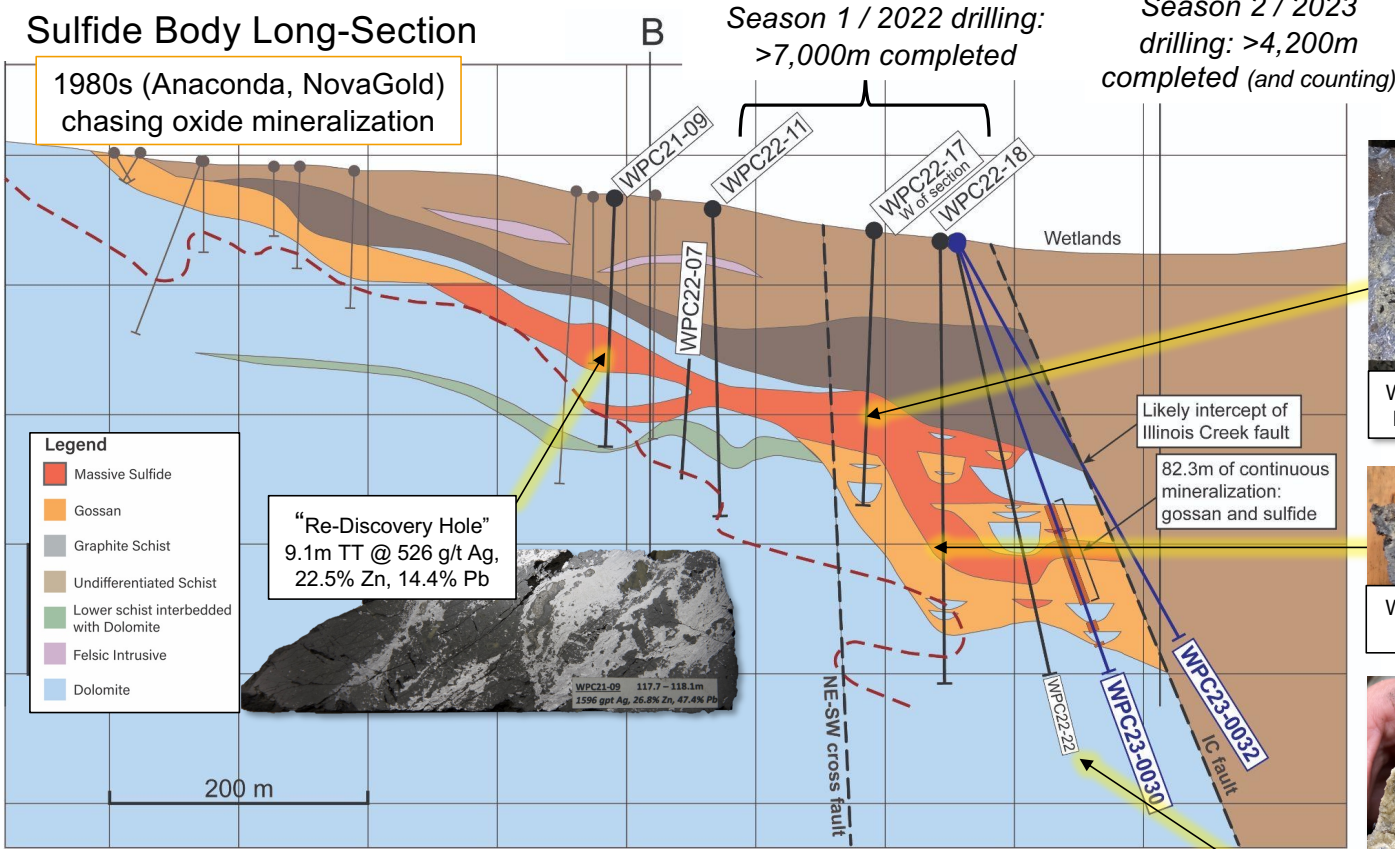 Sulfide Body Long-Section
1980s (Anaconda, NovaGold)
chasing oxide mineralization
B
Season 1 / 2022 drilling:
>7,000m completed
Season 2 / 2023
drilling: >4,200m
completed (and counting)
WPC21-09
WPC22-11
WPC22-17
W of section
WPC22-18
Wetlands
WPC22-07
Likely intercept of
Illinois Creek fault
82.3m of continuous
mineralization:
gossan and sulfide
Legend
Massive Sulfide
Gossan
Graphite Schist
Undifferentiated Schist
Lower schist interbedded
with Dolomite
Felsic Intrusive
Dolomite
“Re-Discovery Hole”
9.1m TT @ 526 g/t Ag,
22.5% Zn, 14.4% Pb
WPC21-09 117.7 – 118.1m
1596 gpt Ag, 26.8% Zn, 47.4% Pb
200 m
NE-SW cross fault
WPC22-22
WPC23-0030
WPC23-0032
IC fault